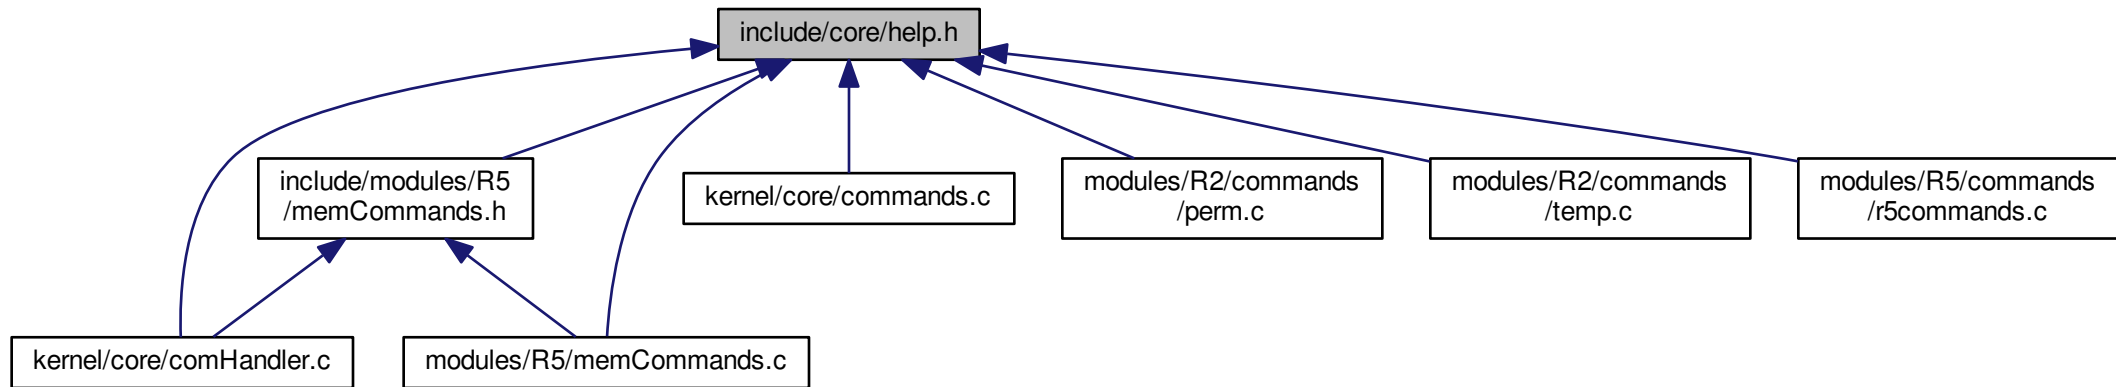 include/core/help.h
include/modules/R5
/memCommands.h
kernel/core/commands.c
modules/R2/commands
/perm.c
modules/R2/commands
/temp.c
modules/R5/commands
/r5commands.c
kernel/core/comHandler.c
modules/R5/memCommands.c